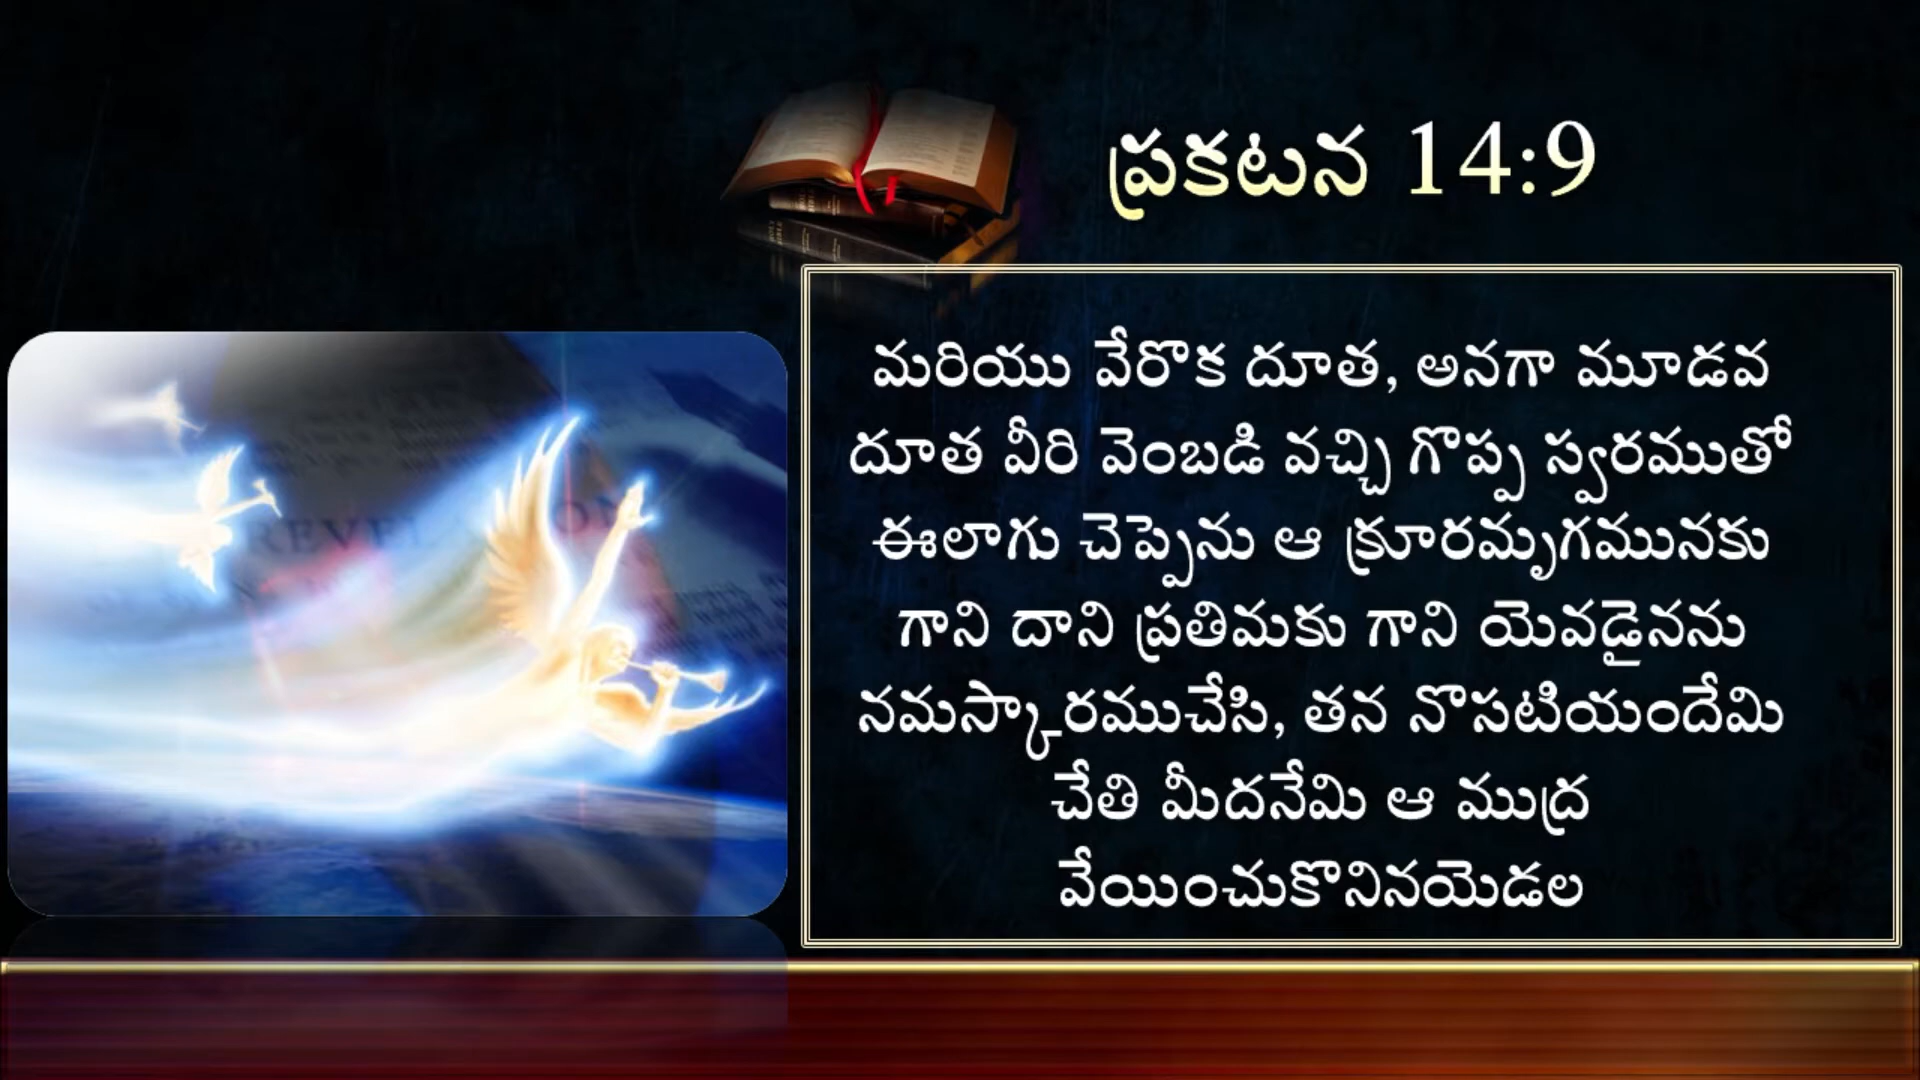 ప్రకటన 14:9
మరియు వేరొక దూత, అనగా మూడవ
దూత వీరి వెంబడి వచ్చి గొప్ప స్వరముతో
ఈలాగు చెప్పెను ఆ క్రూరమృగమునకు
గాని దాని ప్రతిమకు గాని యెవడైనను
నమస్కారముచేసి, తన నొసటియందేమి
చేతి మీదనేమి ఆ ముద్ర
వేయించుకొనినయెడల